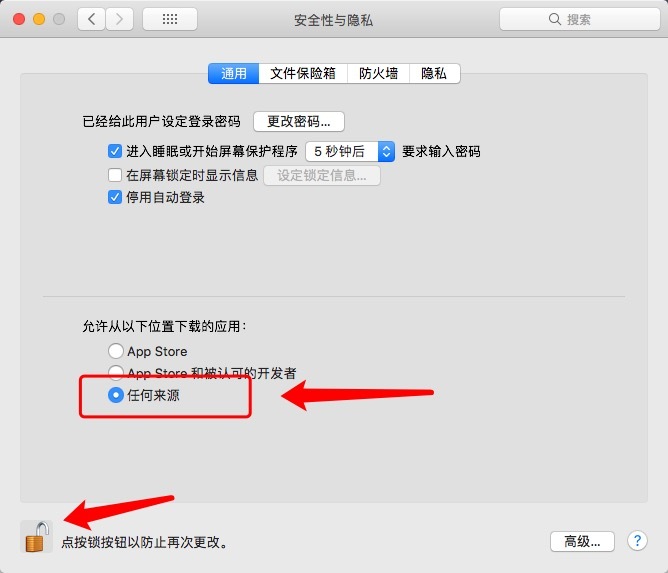 安全性与隐私
搜索
通用 文件保险箱 防火墙 隐私
已经给此用户设定登录密码 更改密码...
进入睡眠或开始屏幕保护程序 5 秒钟后 要求输入密码
在屏幕锁定时显示信息 设定锁定信息...
停用自动登录
允许从以下位置下载的应用：
App Store
App Store 和被认可的开发者
任何来源
点按锁按钮以防止再次更改。
高级... ?